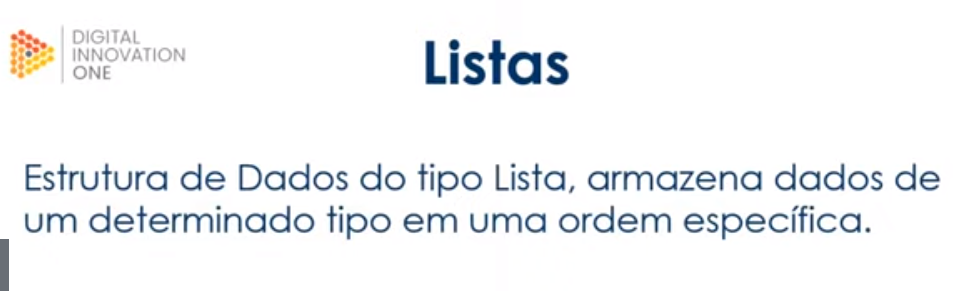 DIGITAL
INNOVATION
ONE
Listas
Estrutura de Dados do tipo Lista, armazena dados de
um determinado tipo em uma ordem específica.